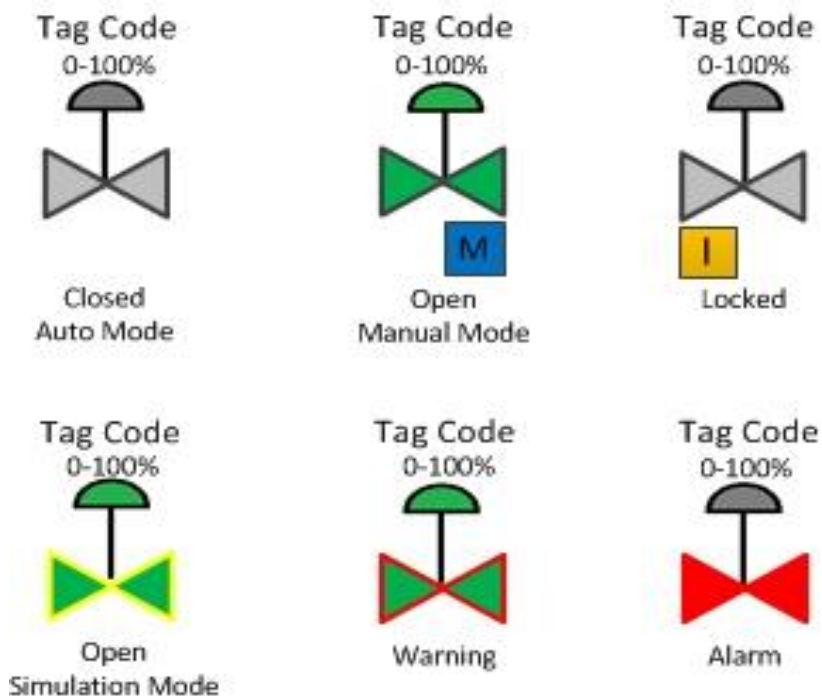 Tag Code
0-100%
Closed
Auto Mode
Tag Code
0-100%
M
Open
Manual Mode
Tag Code
0-100%
I
Locked
Tag Code
0-100%
Open
Simulation Mode
Tag Code
0-100%
Warning
Tag Code
0-100%
Alarm